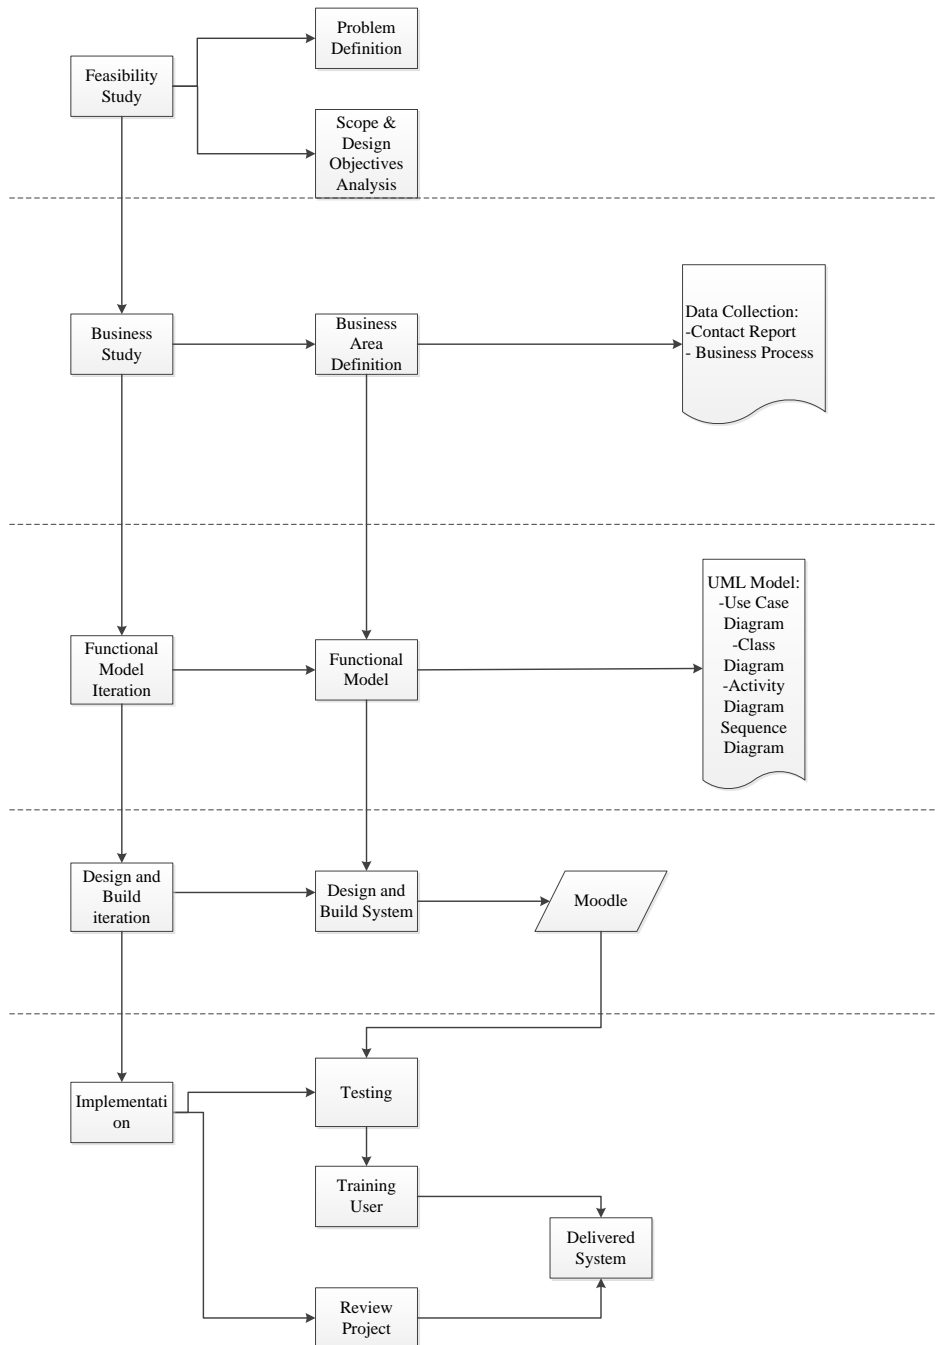 Problem
Definition
Feasibility
Study
Scope &
Design
Objectives
Analysis
Business
Study
Business
Area
Definition
Data Collection:
-Contact Report
- Business Process
Functional
Model
Iteration
Functional
Model
UML Model:
-Use Case
Diagram
-Class
Diagram
-Activity
Diagram
Sequence
Diagram
Design and
Build
iteration
Design and
Build System
Moodle
Implementati
on
Testing
Training
User
Delivered
System
Review
Project